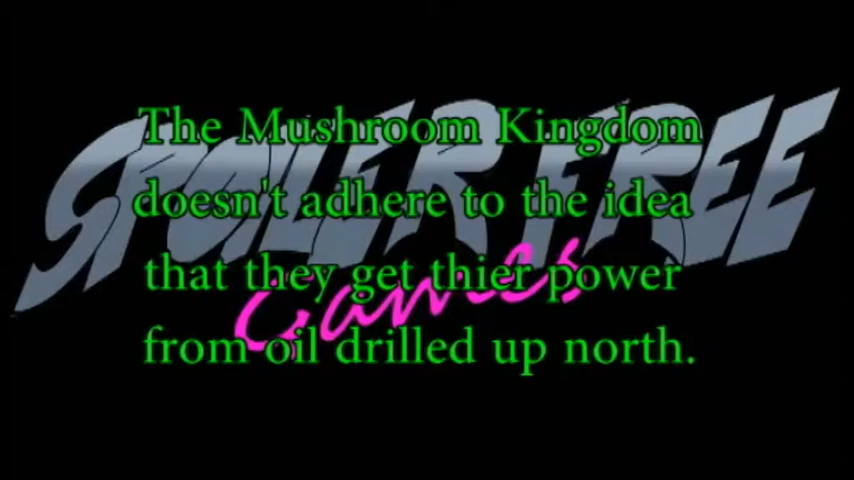 SPOILER FREE
Games
The Mushroom Kingdom
doesn't adhere to the idea
that they get thier power
from oil drilled up north.